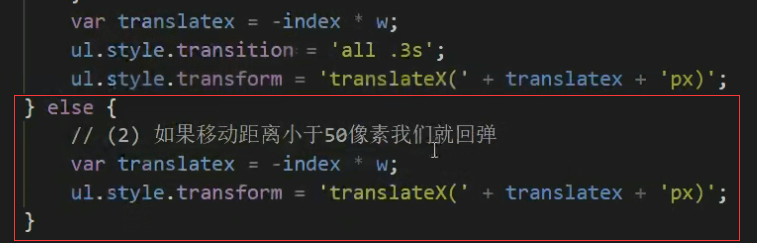 var translatex = -index * w;
ul.style.transition = 'all .3s';
ul.style.transform = 'translateX(' + translatex + 'px)';
} else {
// (2) 如果移动距离小于50像素我们就回弹
var translatex = -index * w;
ul.style.transform = 'translateX(' + translatex + 'px)';
}